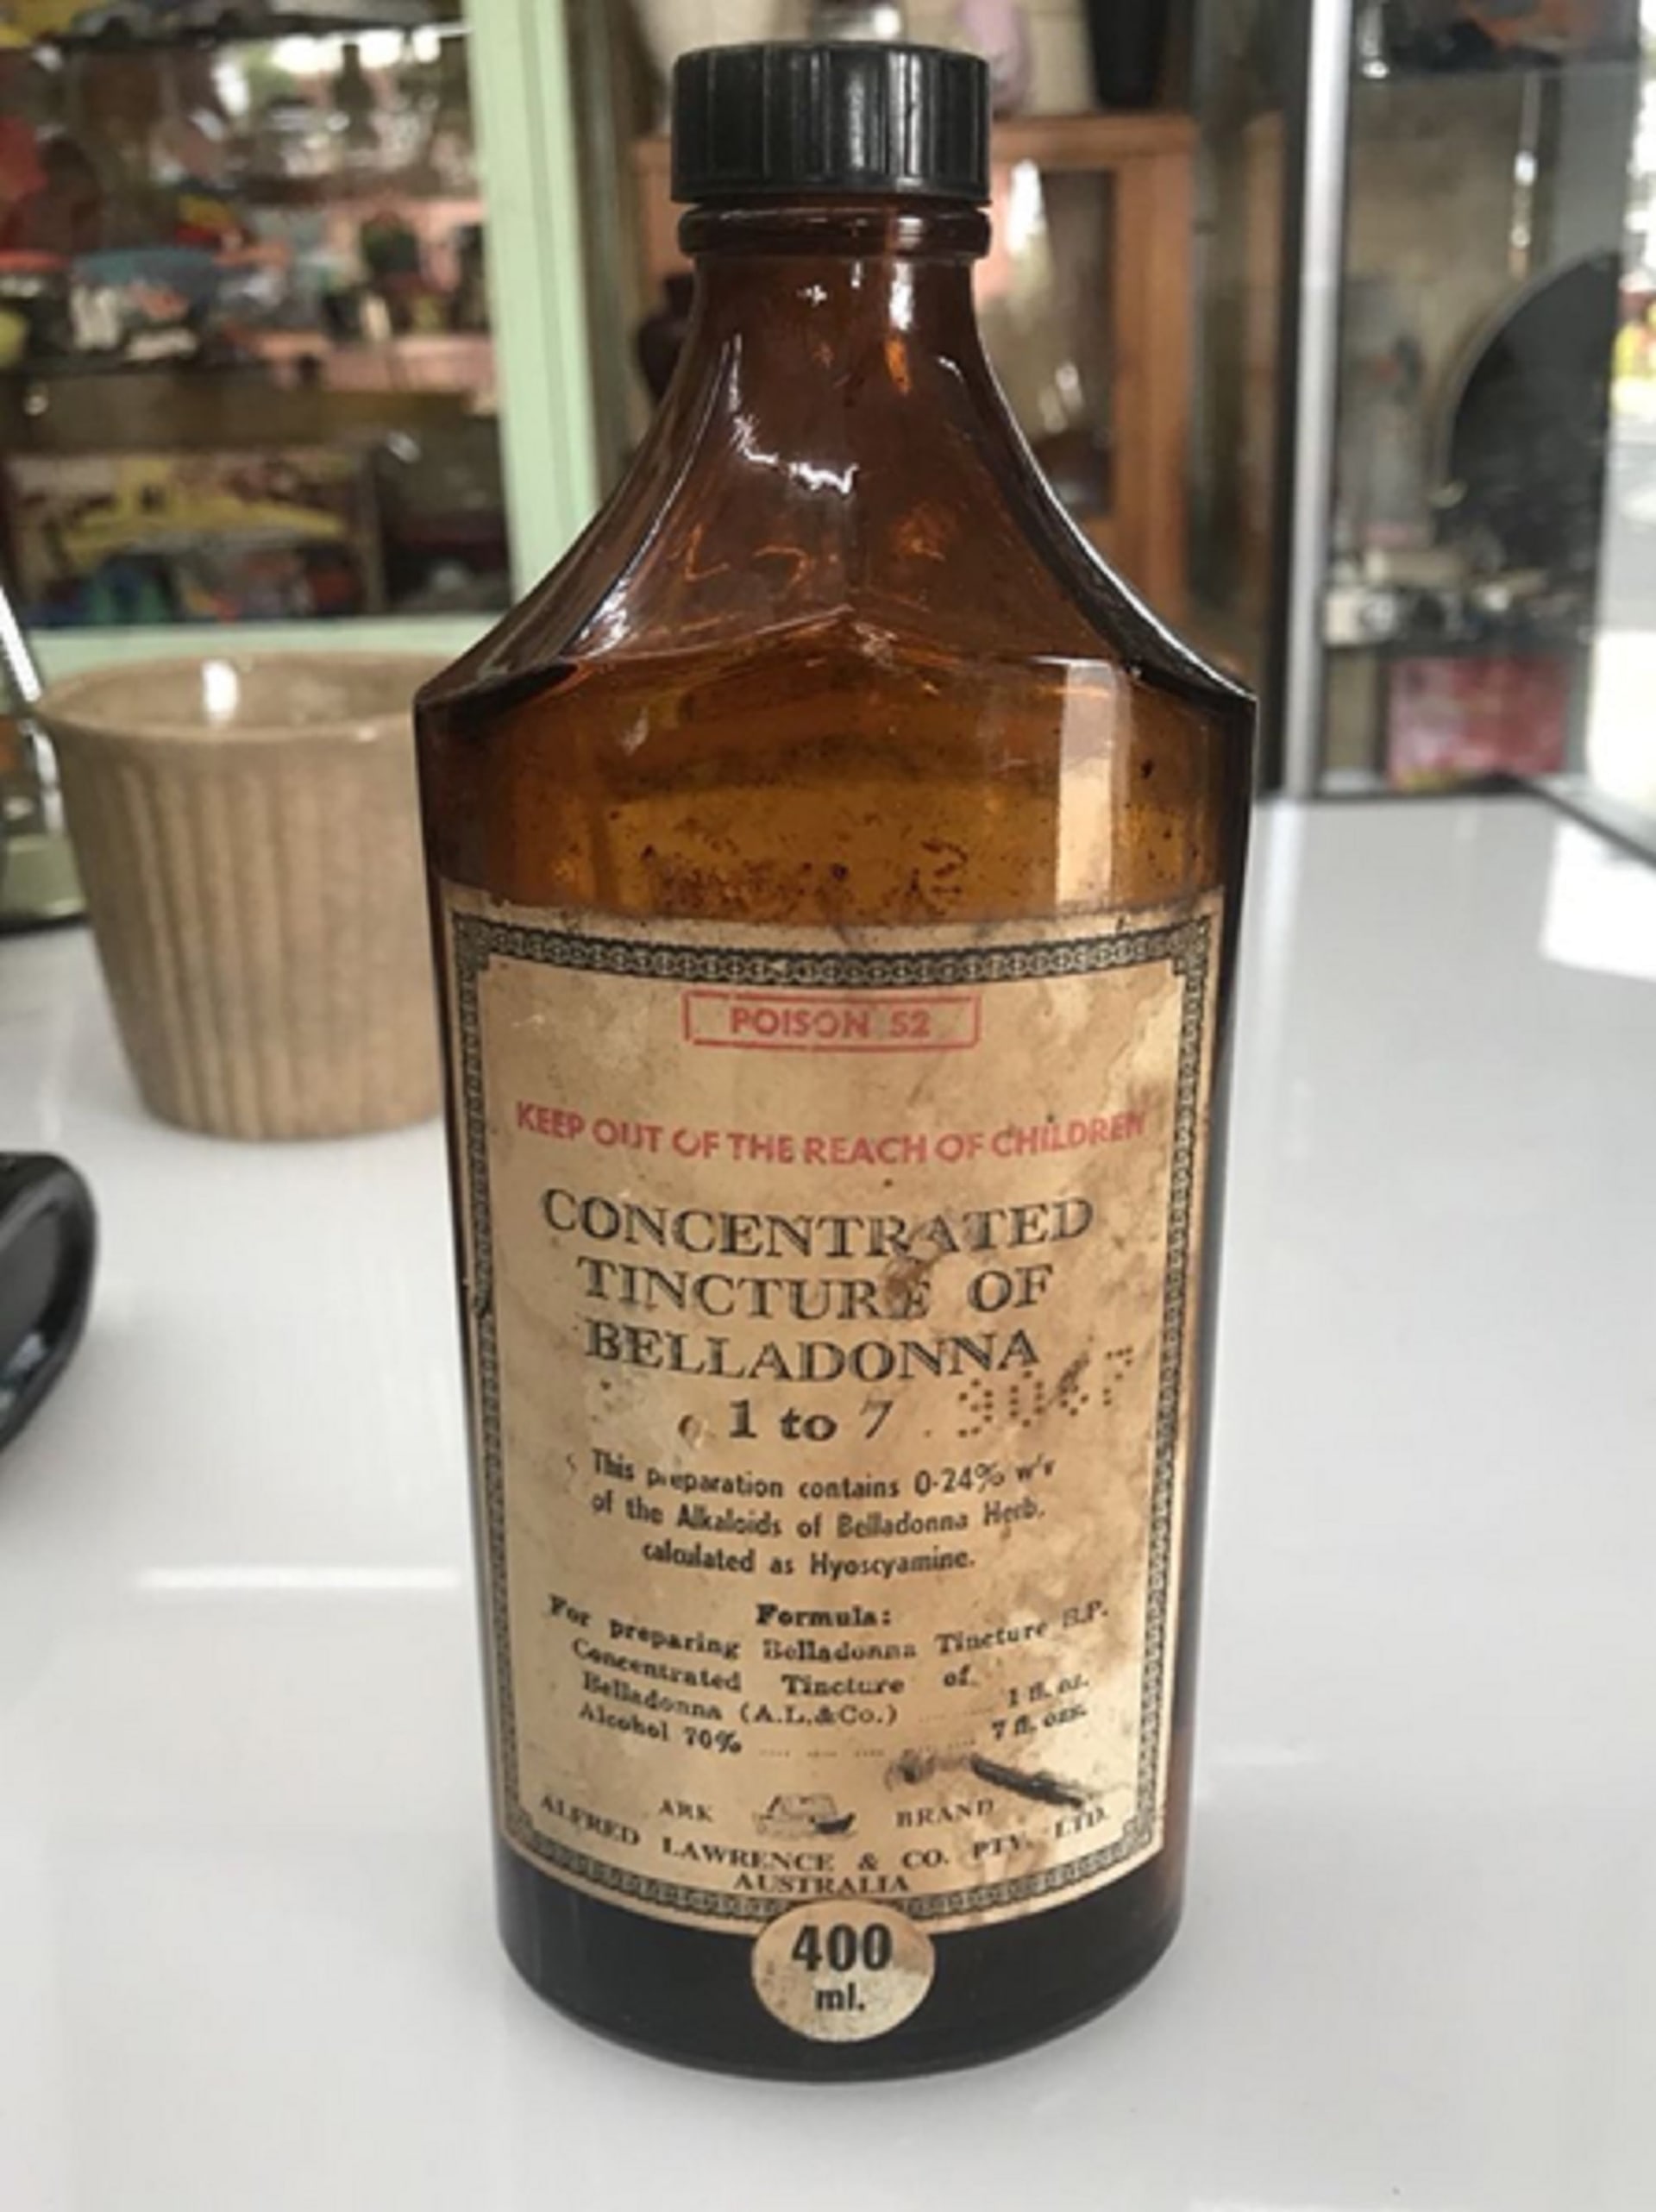 POISON S2
KEEP OUT OF THE REACH OF CHILDREN
CONCENTRATED
TINCTURE OF
BELLADONNA
1 to 7
This preparation contains 0·24% w/v
of the Alkaloids of Belladonna Herb.
calculated as Hyoscyamine.
Formula:
For preparing Belladonna Tincture B.P.
Concentrated Tincture of
Belladonna (A.L.&Co.) 1 fl. oz.
Alcohol 70% .... .... .... .... 7 fl. ozs.
ARK BRAND
ALFRED LAWRENCE & CO. PTY. LTD.
AUSTRALIA
400
ml.